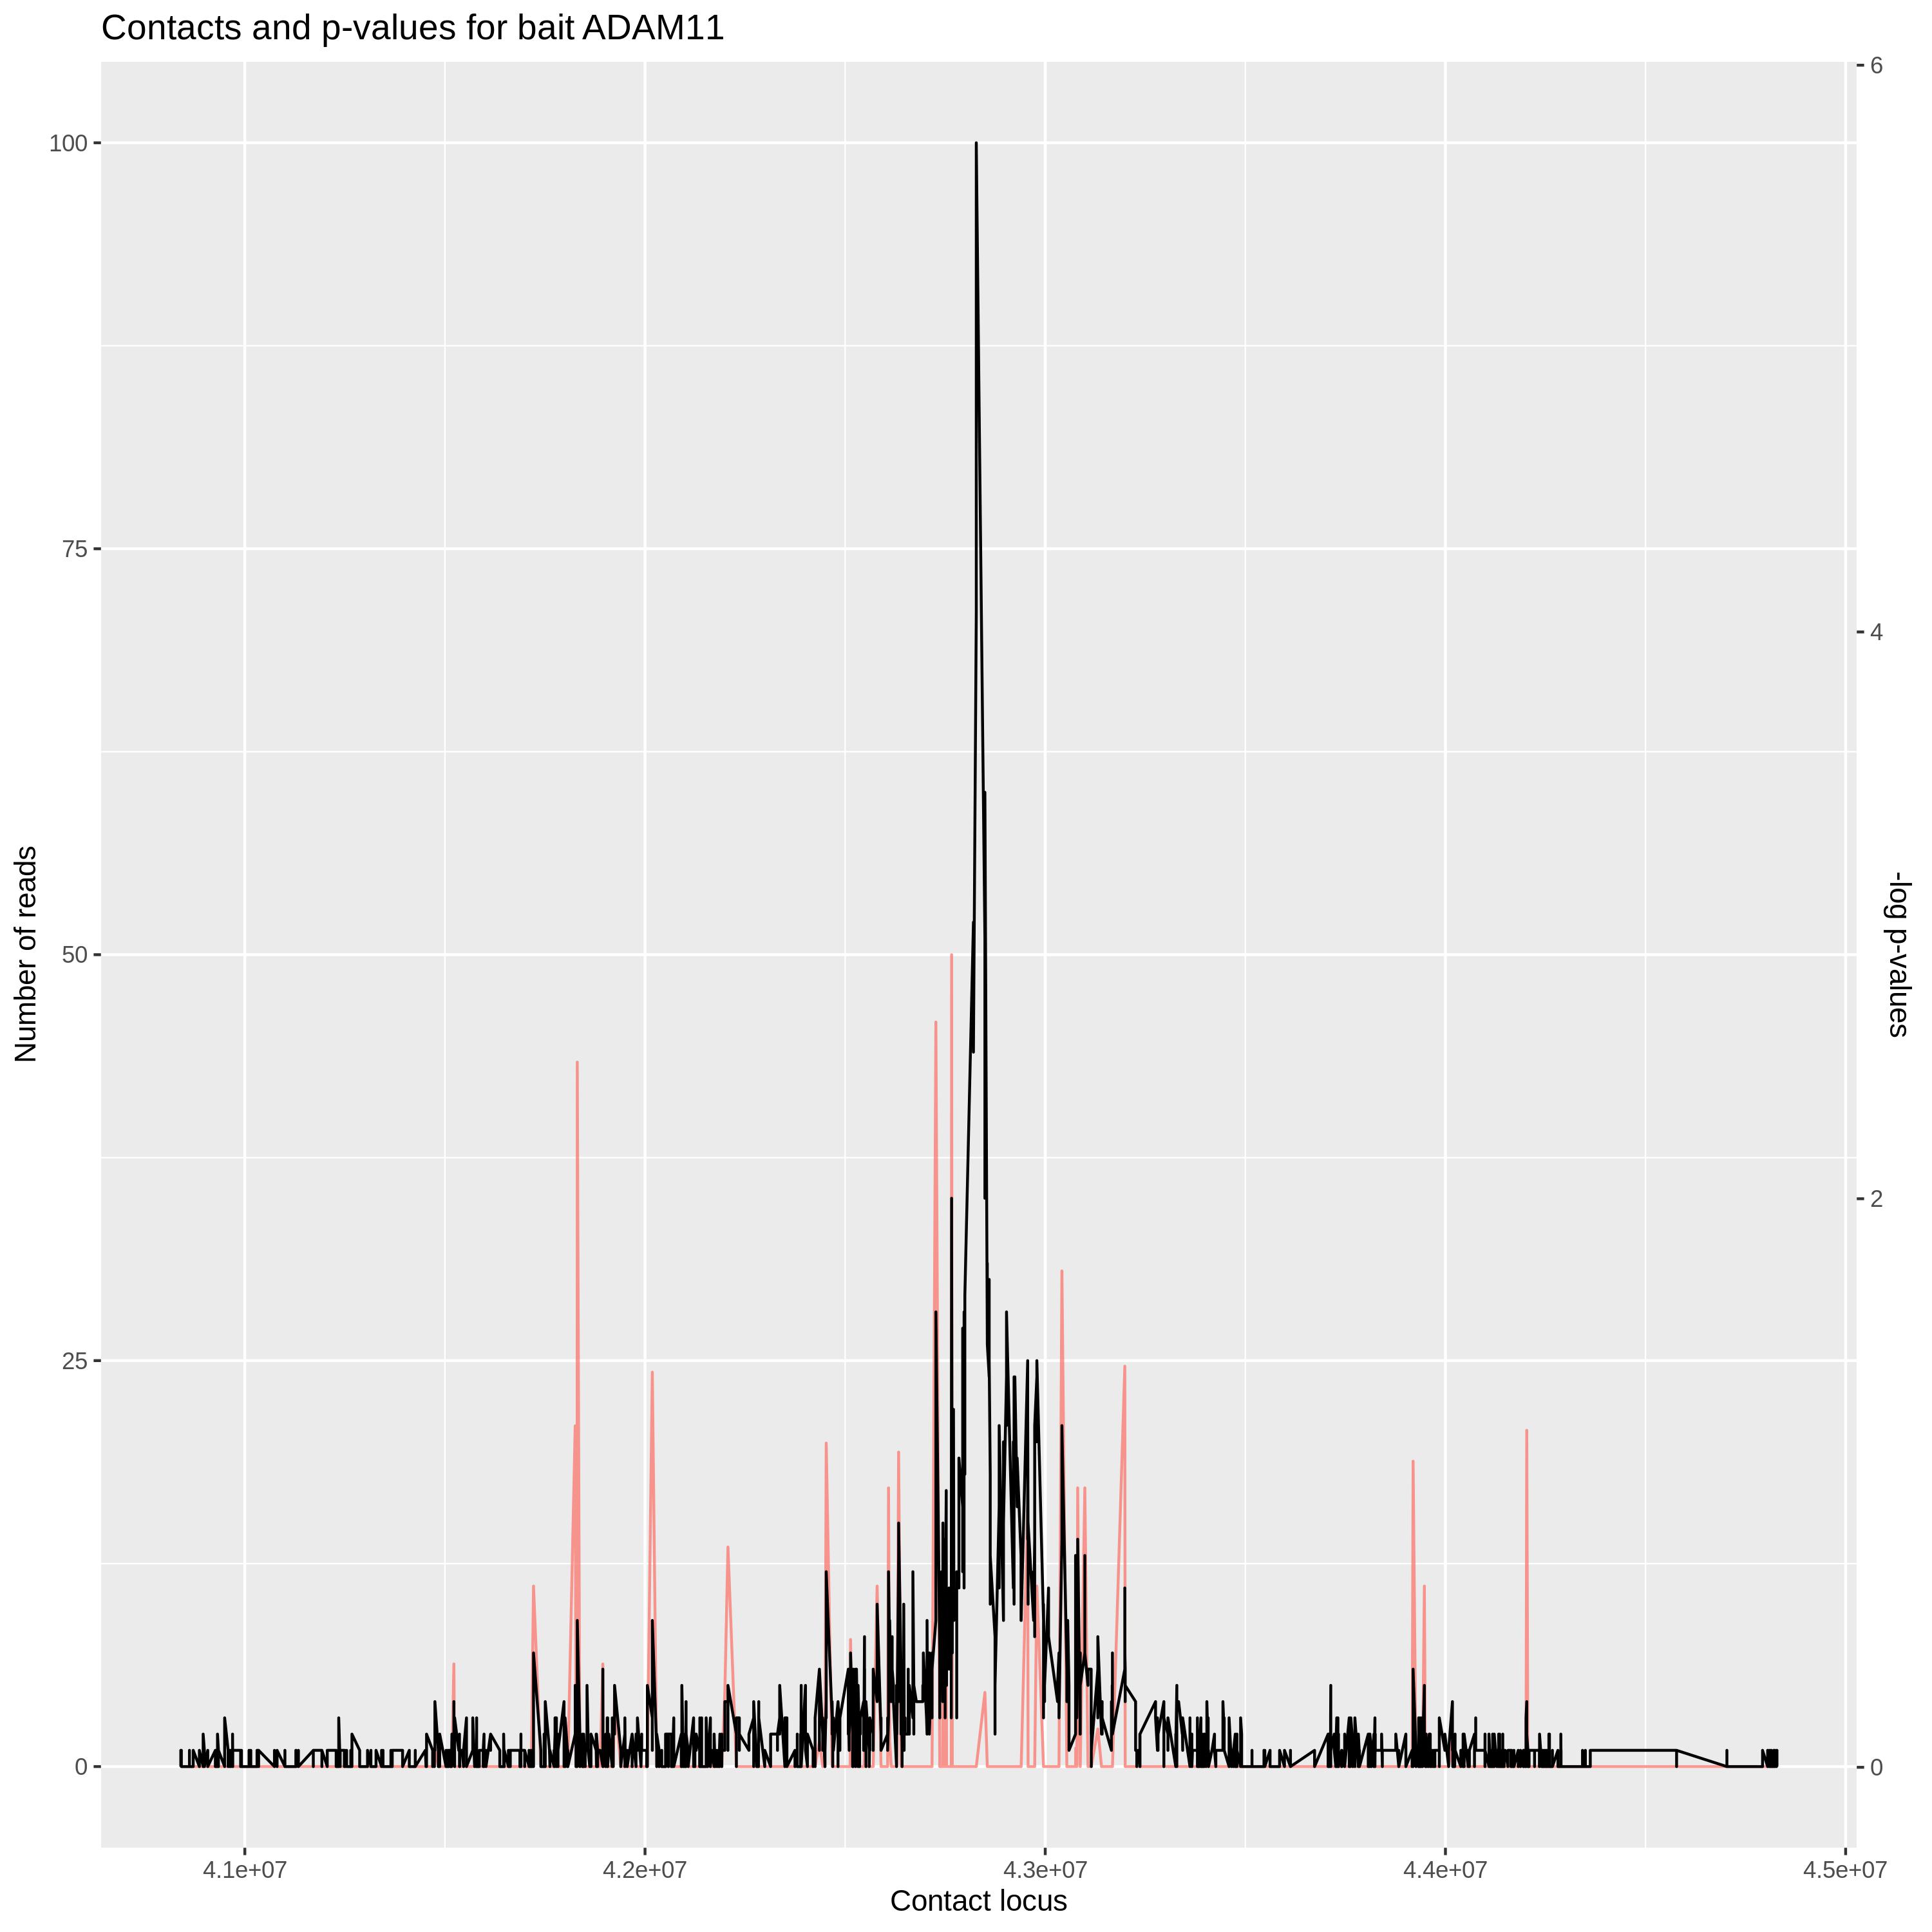 Contacts and p-values for bait ADAM11
100
75
50
25
0
Number of reads
6
4
2
0
-log p-values
4.1e+07
4.2e+07
4.3e+07
4.4e+07
4.5e+07
Contact locus